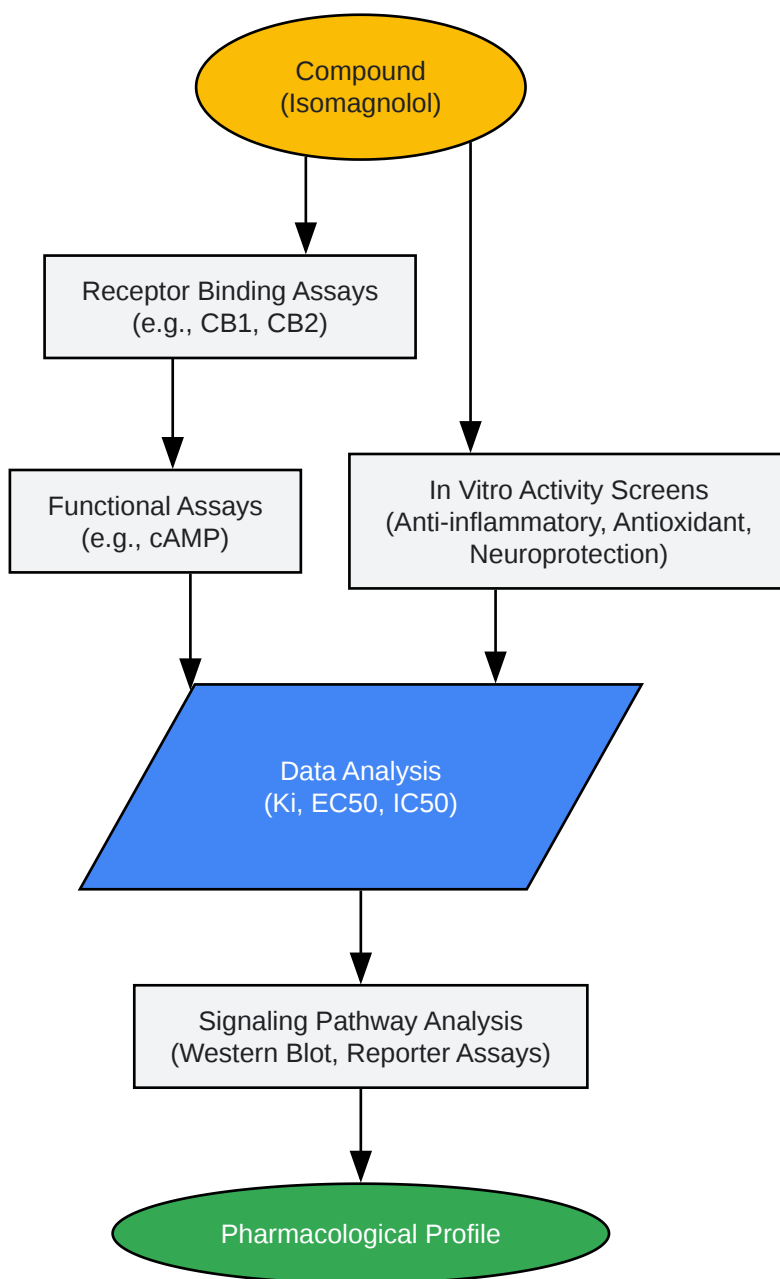 Compound
(Isomagnolol)
Receptor Binding Assays
(e.g., CB1, CB2)
Functional Assays
(e.g., cAMP)
In Vitro Activity Screens
(Anti-inflammatory, Antioxidant,
Neuroprotection)
Data Analysis
(Ki, EC50, IC50)
Signaling Pathway Analysis
(Western Blot, Reporter Assays)
Pharmacological Profile